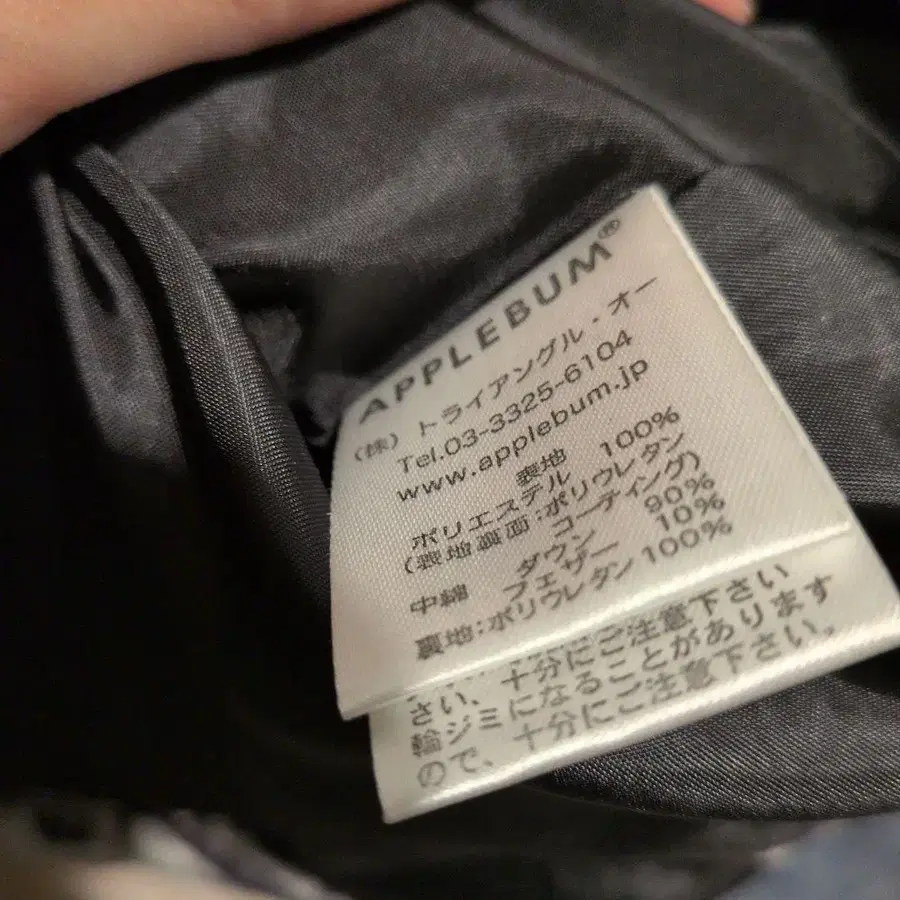 APPLEBUM®
(株) トライアングル・オー
Tel.03-3325-6104
www.applebum.jp
表地
ポリエステル 100%
(表地裏面:ポリウレタン
コーティング)
中綿 ダウン 90%
フェザー 10%
裏地:ポリウレタン 100%
さい、十分にご注意下さい
輪ジミになることがあります
ので、十分にご注意下さい。